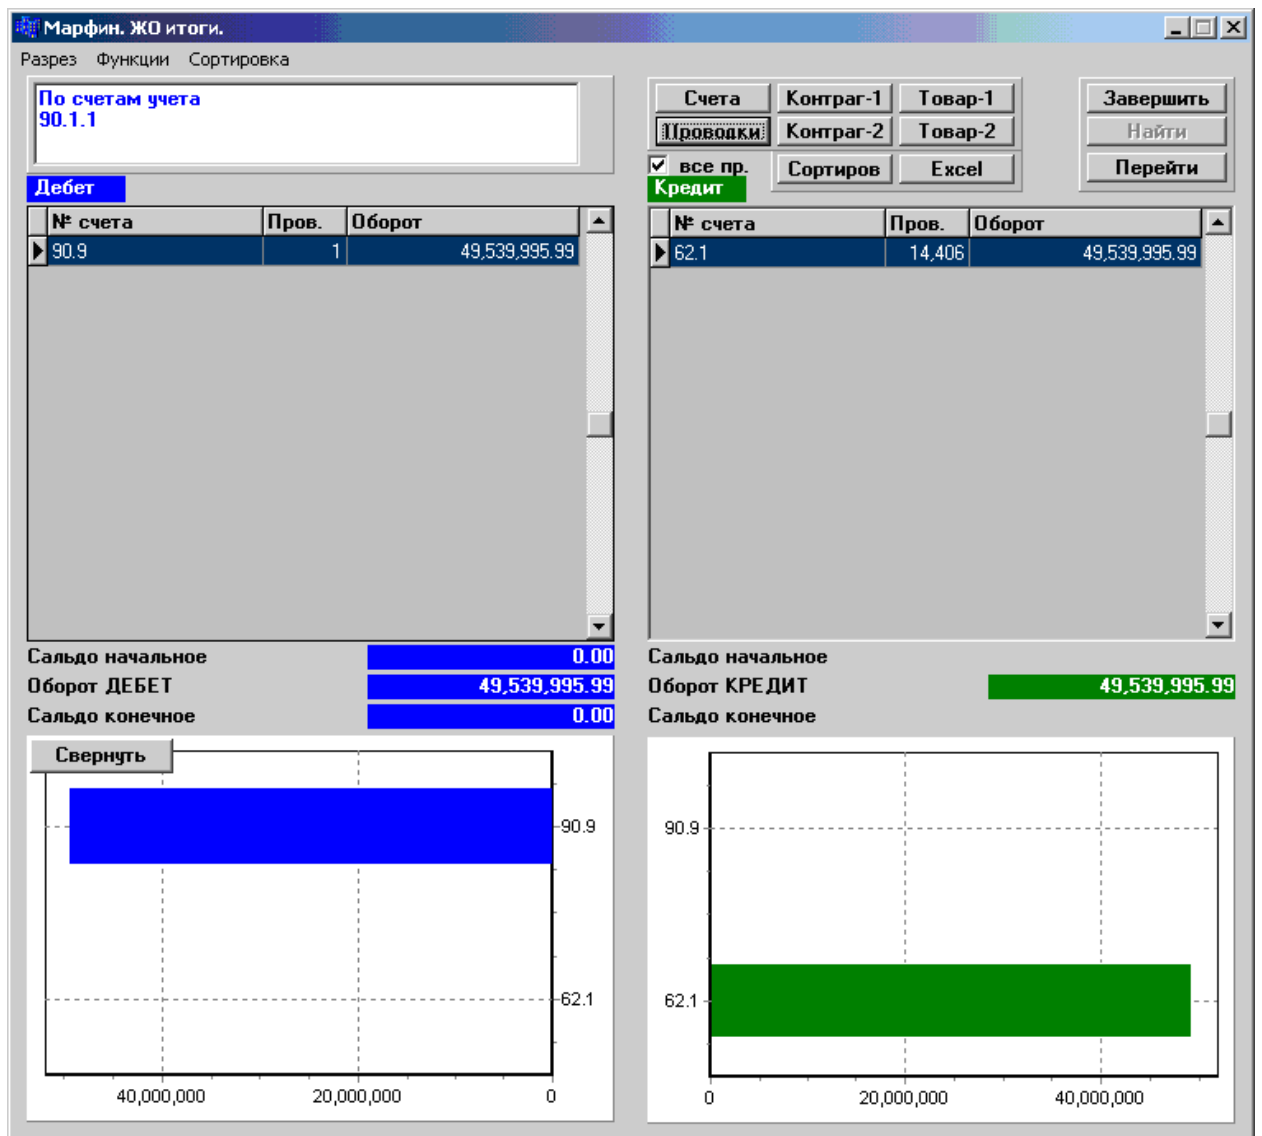 Марфин. ЖО итоги.
Разрез Функции Сортировка
По счетам учета
90.1.1
Счета Контраг-1 Товар-1
Проводки Контраг-2 Товар-2
все пр. Сортиров Excel
Завершить
Найти
Перейти
Дебет
№ счета Пров. Оборот
90.9 1 49,539,995.99
Кредит
№ счета Пров. Оборот
62.1 14,406 49,539,995.99
Сальдо начальное 0.00
Оборот ДЕБЕТ 49,539,995.99
Сальдо конечное 0.00
Сальдо начальное
Оборот КРЕДИТ 49,539,995.99
Сальдо конечное
Свернуть
90.9
62.1
40,000,000 20,000,000 0
90.9
62.1
0 20,000,000 40,000,000